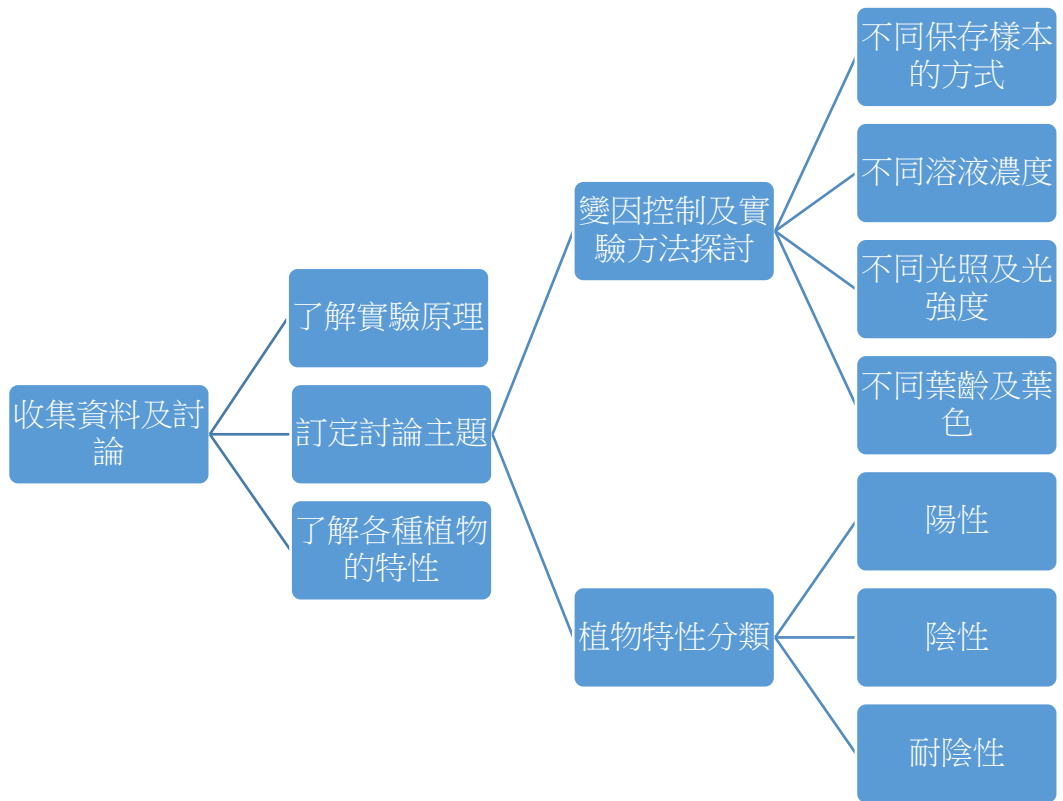 收集資料及討
論
了解實驗原理
訂定討論主題
了解各種植物
的特性
變因控制及實
驗方法探討
植物特性分類
不同保存樣本
的方式
不同溶液濃度
不同光照及光
強度
不同葉齡及葉
色
陽性
陰性
耐陰性